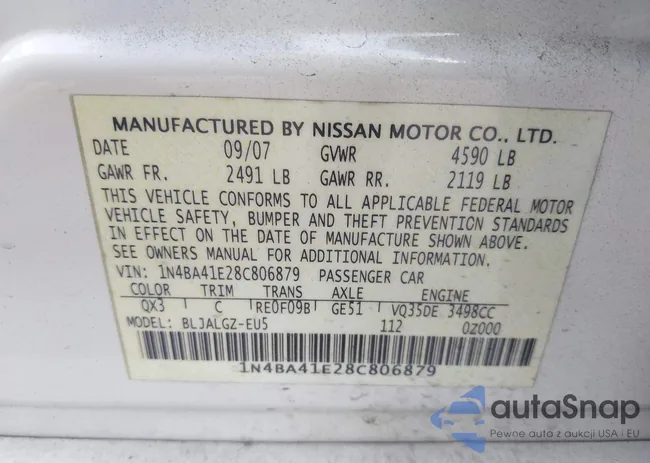 MANUFACTURED BY NISSAN MOTOR CO., LTD.
DATE 09/07 GVWR 4590 LB
GAWR FR. 2491 LB GAWR RR. 2119 LB
THIS VEHICLE CONFORMS TO ALL APPLICABLE FEDERAL MOTOR
VEHICLE SAFETY, BUMPER AND THEFT PREVENTION STANDARDS
IN EFFECT ON THE DATE OF MANUFACTURE SHOWN ABOVE.
SEE OWNERS MANUAL FOR ADDITIONAL INFORMATION.
VIN: 1N4BA41E28C806879 PASSENGER CAR
COLOR TRIM TRANS AXLE ENGINE
QX3 C RE0F09B GE51 VQ35DE 3498CC
MODEL: BLJALGZ-EU5 112 0Z000
1N4BA41E28C806879
autaSnap
Pewne auto z aukcji USA i EU